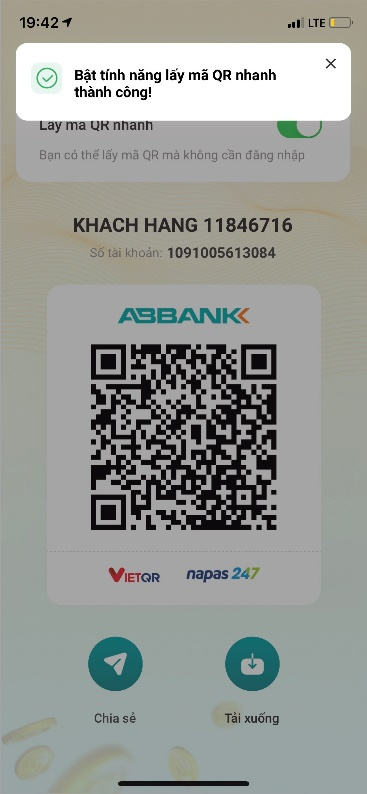 19:42
LTE
Bật tính năng lấy mã QR nhanh
thành công!
Lấy mã QR nhanh
Bạn có thể lấy mã QR mà không cần đăng nhập
KHACH HANG 11846716
Số tài khoản: 1091005613084
ABBANK
VIETQR
napas 247
Chia sẻ
Tải xuống